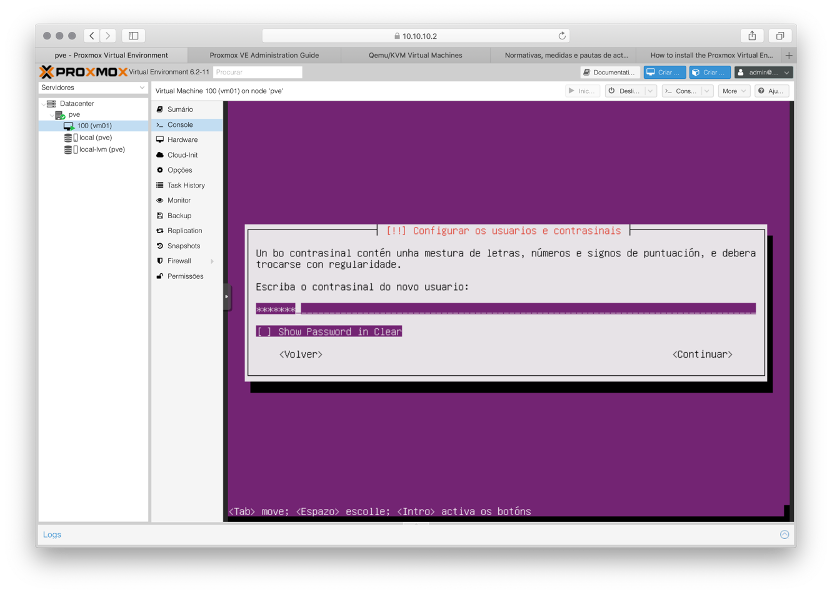 10.10.10.2
pve - Proxmox Virtual Environment
Proxmox VE Administration Guide
Qemu/KVM Virtual Machines
Normativas, medidas e pautas de act...
How to install the Proxmox Virtual En...
PROXMOX Virtual Environment 6.2-11
Procurar
Documentati...
Criar ...
Criar ...
admin@...
Servidores
Virtual Machine 100 (vm01) on node 'pve'
Inic...
Desli...
Cons...
More
Aju...
Datacenter
pve
100 (vm01)
local (pve)
local-lvm (pve)
Sumário
Console
Hardware
Cloud-Init
Opções
Task History
Monitor
Backup
Replication
Snapshots
Firewall
Permissões
[!!] Configurar os usuarios e contrasinais
Un bo contrasinal contén unha mestura de letras, números e signos de puntuación, e debera
trocarse con regularidade.
Escriba o contrasinal do novo usuario:
*******
[ ] Show Password in Clear
<Volver>
<Continuar>
<Tab> move; <Espazo> escolle; <Intro> activa os botóns
Logs